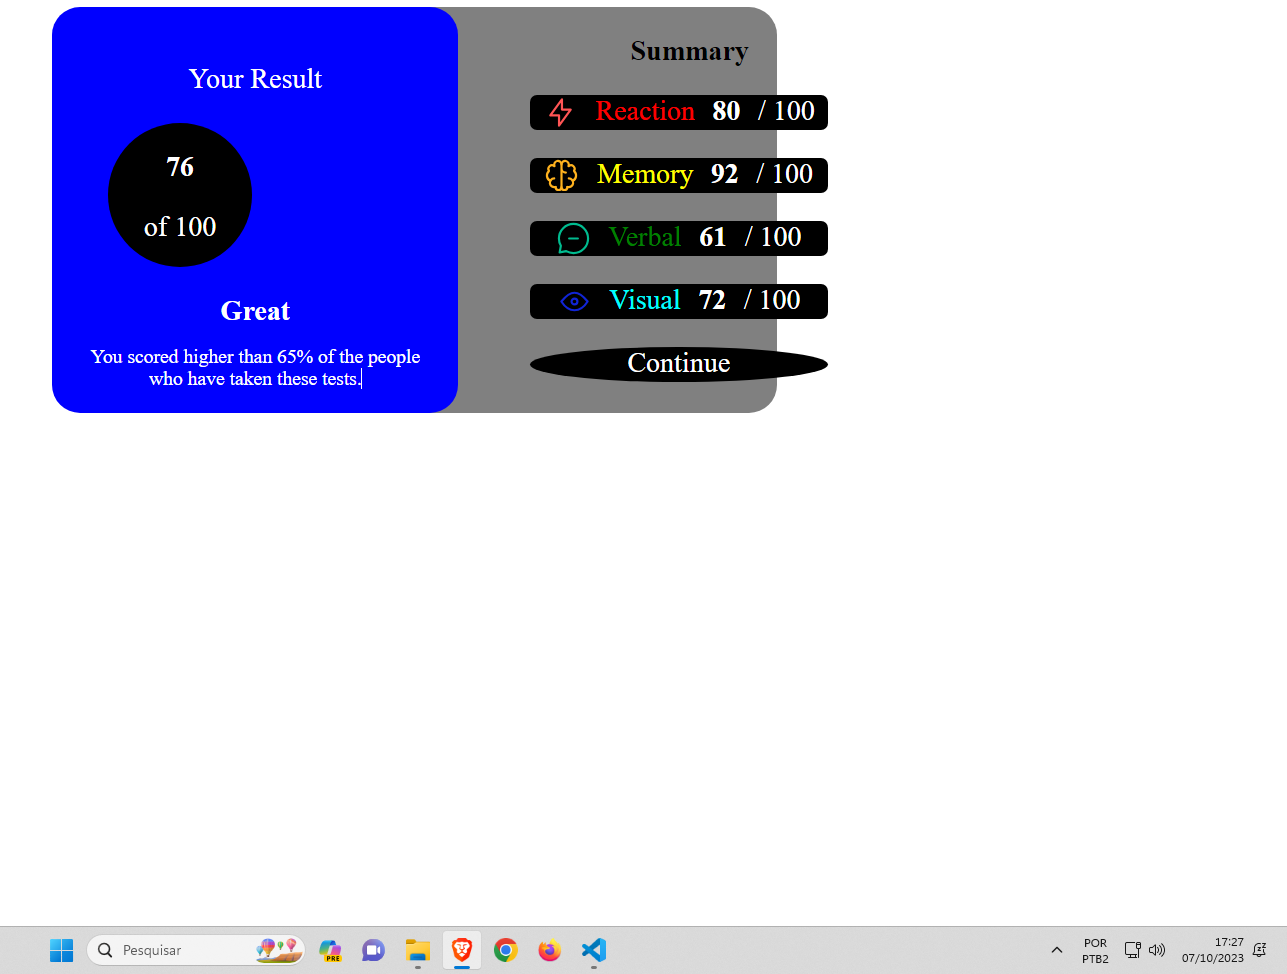 Your Result
76
of 100
Great
You scored higher than 65% of the people
who have taken these tests.
Summary
Reaction 80 / 100
Memory 92 / 100
Verbal 61 / 100
Visual 72 / 100
Continue
Pesquisar
PRE
POR
PTB2
17:27
07/10/2023